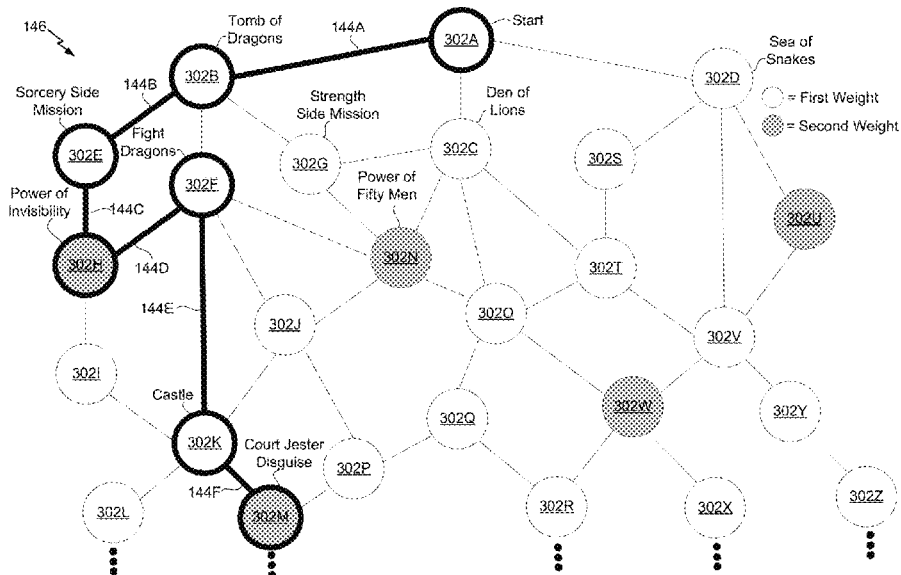 146
Tomb of
Dragons
144A
Start
302A
302B
302D
Sea of
Snakes
144B
Sorcery Side
Mission
Strength
Side Mission
Den of
Lions
= First Weight
= Second Weight
302E
Fight
Dragons
302G
302C
302S
Power of
Invisibility
144C
302F
Power of
Fifty Men
302U
302H
144D
302N
302T
144E
302J
302O
302V
302I
Castle
302K
Court Jester
Disguise
302Q
302W
302Y
144F
302P
302L
302M
302R
302X
302Z